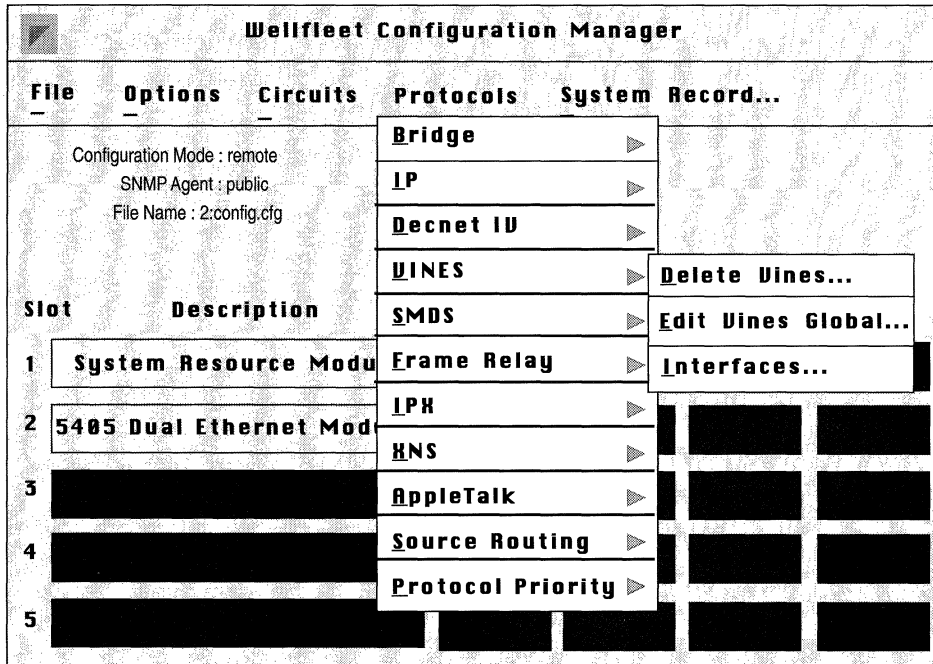 Wellfleet Configuration Manager
File Options Circuits Protocols System Record...
Configuration Mode : remote
SNMP Agent : public
File Name : 2:config.cfg
Bridge
IP
Decnet IV
VINES
SMDS
Frame Relay
IPX
XNS
AppleTalk
Source Routing
Protocol Priority
Delete Vines...
Edit Vines Global...
Interfaces...
Slot Description
1 System Resource Modu
2 5405 Dual Ethernet Modu
3
4
5